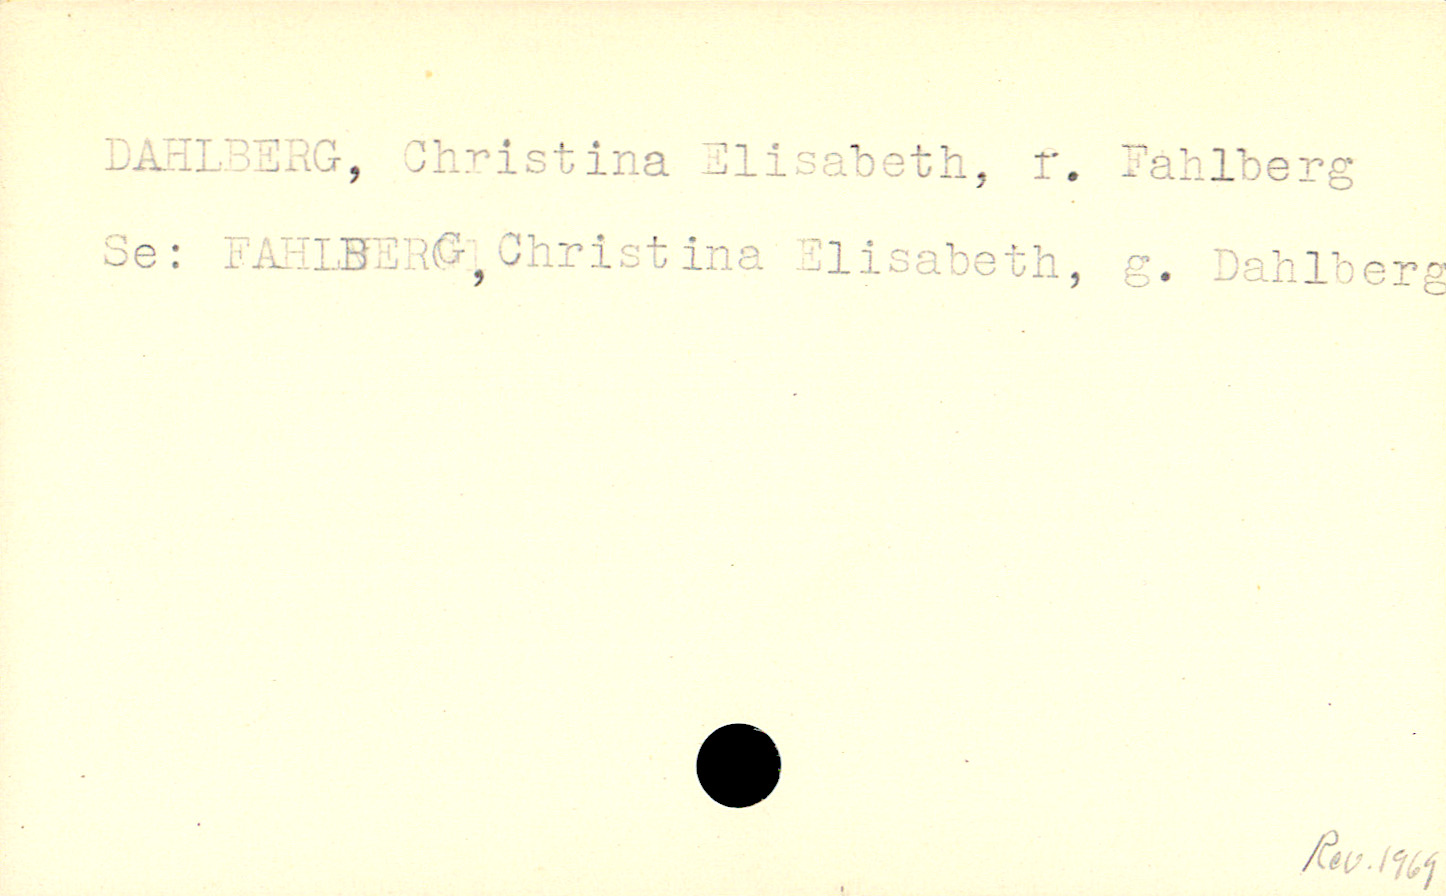 DAHLBERG, Christina Elisabeth, f. Fahlberg
Se: FAHLBERG, Christina Elisabeth, g. Dahlberg
Rev. 1969